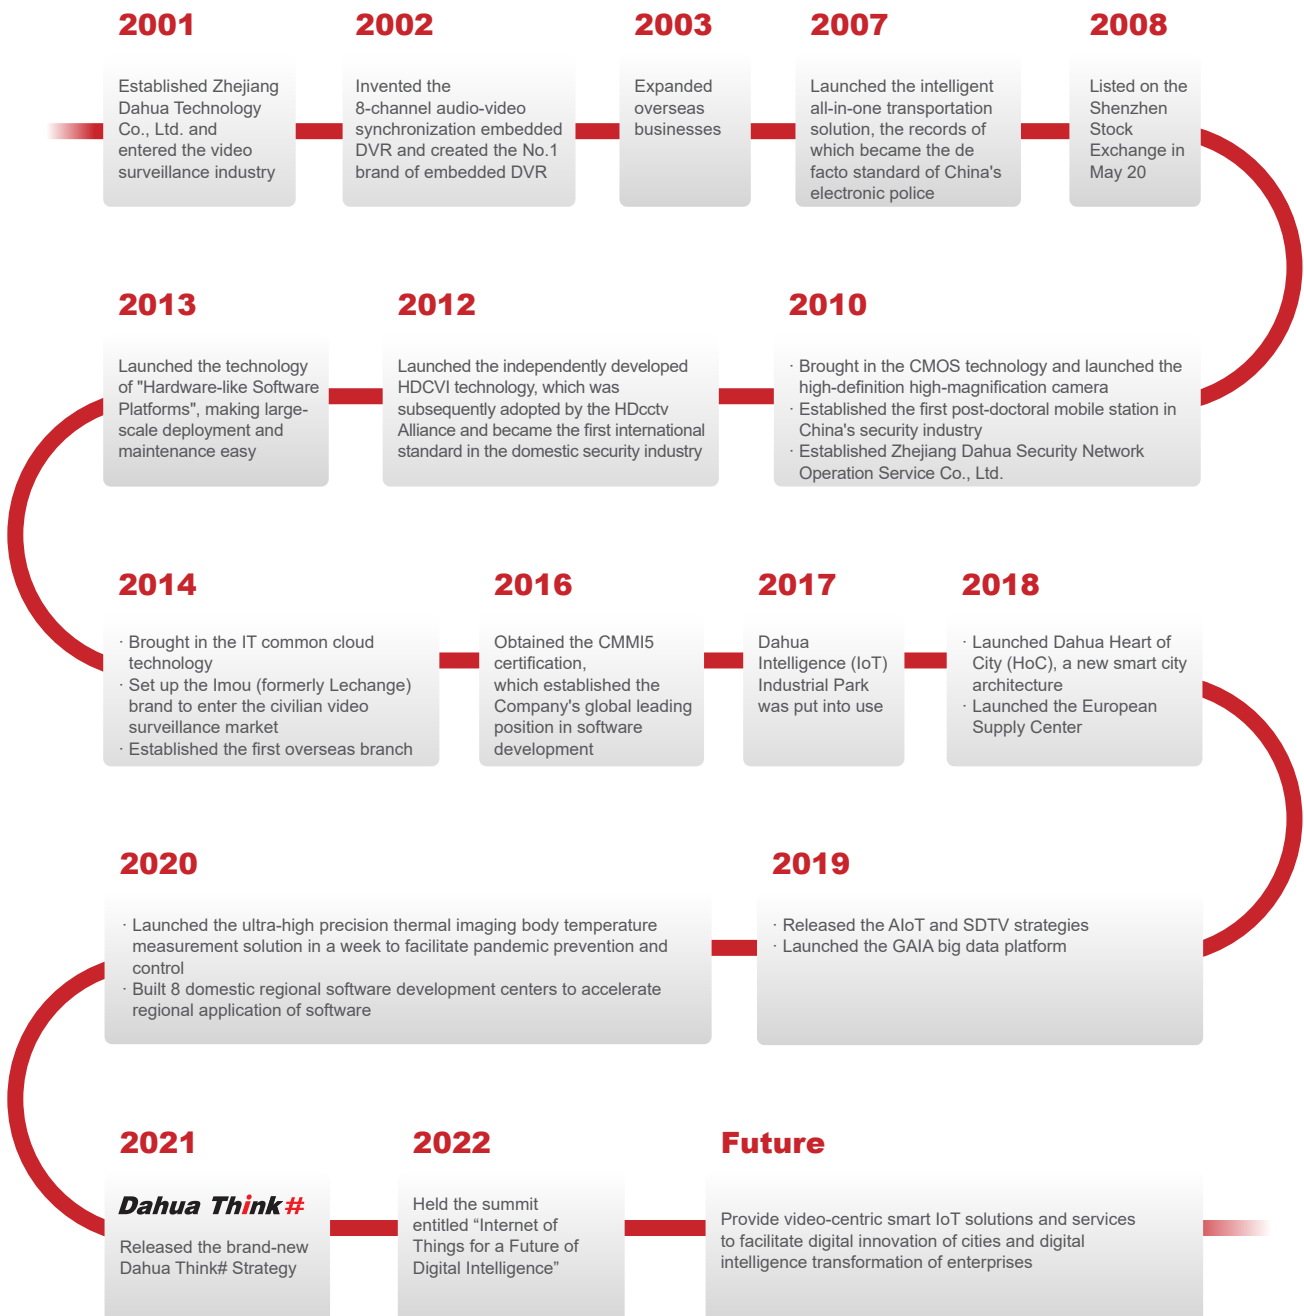 2001
Established Zhejiang
Dahua Technology
Co., Ltd. and
entered the video
surveillance industry
2002
Invented the
8-channel audio-video
synchronization embedded
DVR and created the No.1
brand of embedded DVR
2003
Expanded
overseas
businesses
2007
Launched the intelligent
all-in-one transportation
solution, the records of
which became the de
facto standard of China's
electronic police
2008
Listed on the
Shenzhen
Stock
Exchange in
May 20
2010
· Brought in the CMOS technology and launched the
high-definition high-magnification camera
· Established the first post-doctoral mobile station in
China's security industry
· Established Zhejiang Dahua Security Network
Operation Service Co., Ltd.
2012
Launched the independently developed
HDCVI technology, which was
subsequently adopted by the HDcctv
Alliance and became the first international
standard in the domestic security industry
2013
Launched the technology
of "Hardware-like Software
Platforms", making large-
scale deployment and
maintenance easy
2014
· Brought in the IT common cloud
technology
· Set up the Imou (formerly Lechange)
brand to enter the civilian video
surveillance market
· Established the first overseas branch
2016
Obtained the CMMI5
certification,
which established the
Company's global leading
position in software
development
2017
Dahua
Intelligence (IoT)
Industrial Park
was put into use
2018
· Launched Dahua Heart of
City (HoC), a new smart city
architecture
· Launched the European
Supply Center
2019
· Released the AIoT and SDTV strategies
· Launched the GAIA big data platform
2020
· Launched the ultra-high precision thermal imaging body temperature
measurement solution in a week to facilitate pandemic prevention and
control
· Built 8 domestic regional software development centers to accelerate
regional application of software
2021
Dahua Think#
Released the brand-new
Dahua Think# Strategy
2022
Held the summit
entitled “Internet of
Things for a Future of
Digital Intelligence”
Future
Provide video-centric smart IoT solutions and services
to facilitate digital innovation of cities and digital
intelligence transformation of enterprises